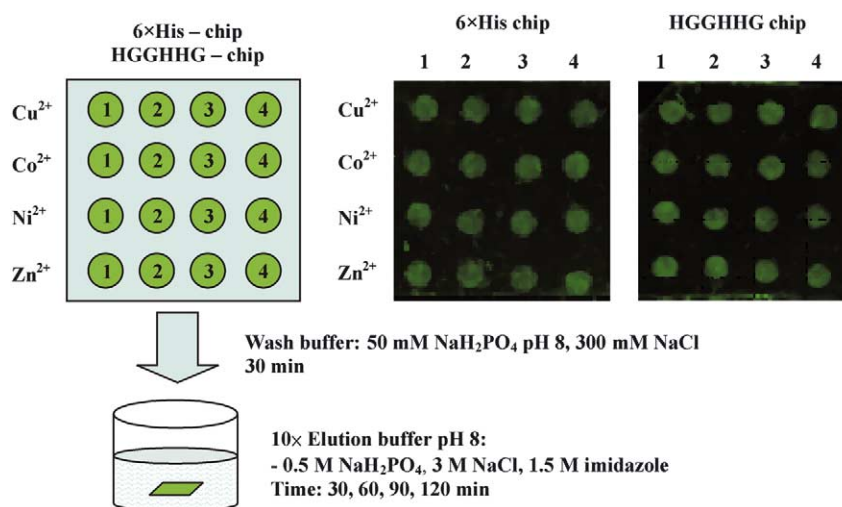 6×His – chip
HGGHHG – chip
Cu²⁺ 1 2 3 4
Co²⁺ 1 2 3 4
Ni²⁺ 1 2 3 4
Zn²⁺ 1 2 3 4
6×His chip
1 2 3 4
Cu²⁺
Co²⁺
Ni²⁺
Zn²⁺
HGGHHG chip
1 2 3 4
Wash buffer: 50 mM NaH₂PO₄ pH 8, 300 mM NaCl
30 min
10× Elution buffer pH 8:
- 0.5 M NaH₂PO₄, 3 M NaCl, 1.5 M imidazole
Time: 30, 60, 90, 120 min